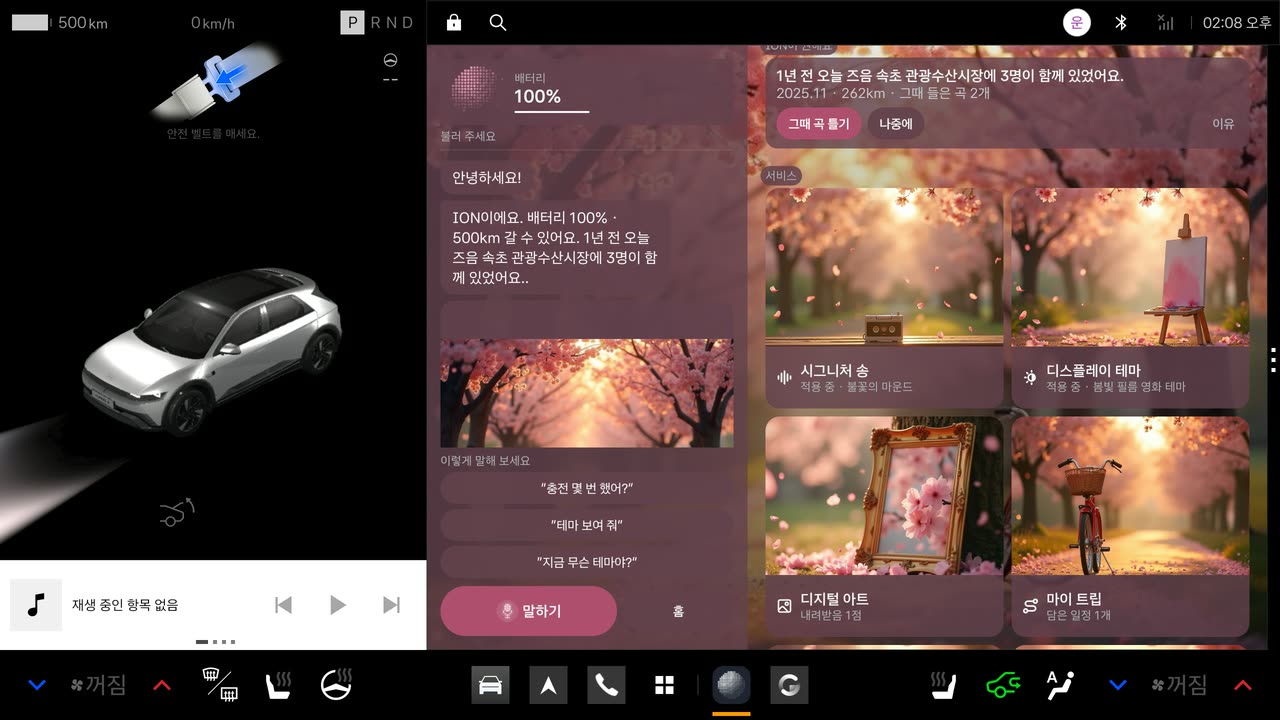 500 km
0 km/h
P R N D
안전 벨트를 매세요.
--
재생 중인 항목 없음
운
02:08 오후
배터리
100%
불러 주세요
안녕하세요!
ION이에요. 배터리 100% ·
500km 갈 수 있어요. 1년 전 오늘
즈음 속초 관광수산시장에 3명이 함
께 있었어요..
이렇게 말해 보세요
"충전 몇 번 했어?"
"테마 보여 줘"
"지금 무슨 테마야?"
말하기
홈
1년 전 오늘 즈음 속초 관광수산시장에 3명이 함께 있었어요.
2025.11 · 262km · 그때 들은 곡 2개
그때 곡 틀기
나중에
이유
서비스
시그니처 송
적용 중 · 불꽃의 마운드
디스플레이 테마
적용 중 · 봄빛 필름 영화 테마
디지털 아트
내려받음 1점
마이 트립
담은 일정 1개
꺼짐
G
A
꺼짐